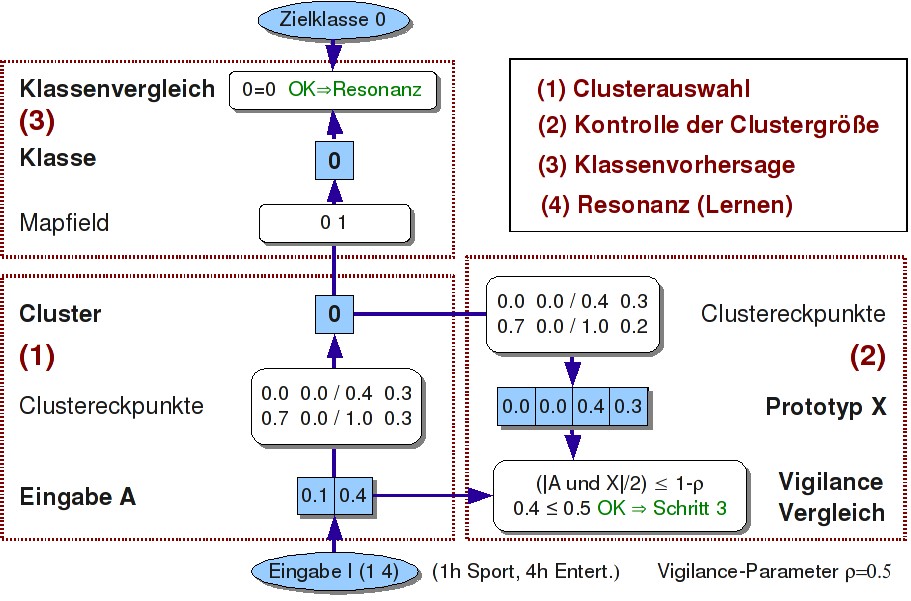 Zielklasse 0
Klassenvergleich
0=0 OK⇒Resonanz
(3)
Klasse
0
Mapfield
0 1
(1) Clusterauswahl
(2) Kontrolle der Clustergröße
(3) Klassenvorhersage
(4) Resonanz (Lernen)
Cluster
0
(1)
Clustereckpunkte
0.0 0.0 / 0.4 0.3
0.7 0.0 / 1.0 0.3
Eingabe A
0.1 0.4
0.0 0.0 / 0.4 0.3
0.7 0.0 / 1.0 0.2
Clustereckpunkte
(2)
0.0 0.0 0.4 0.3
Prototyp X
(|A und X|/2) ≤ 1-ρ
0.4 ≤ 0.5 OK ⇒ Schritt 3
Vigilance
Vergleich
Eingabe I (1 4)
(1h Sport, 4h Entert.)
Vigilance-Parameter ρ=0.5